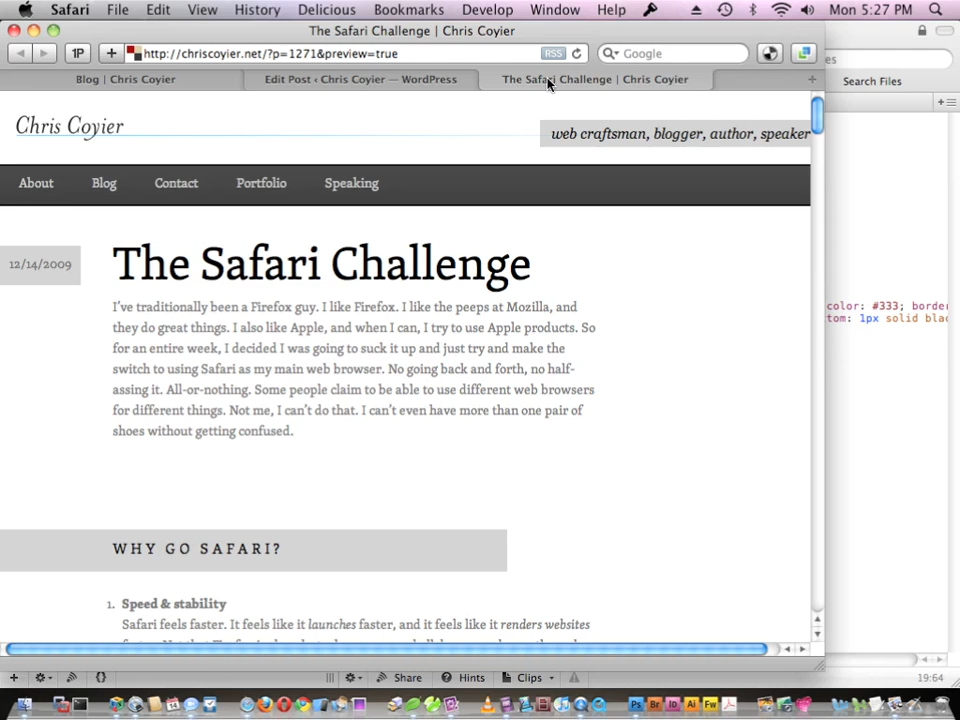 Safari File Edit View History Delicious Bookmarks Develop Window Help Mon 5:27 PM
The Safari Challenge | Chris Coyier
1P + http://chriscoyier.net/?p=1271&preview=true RSS Google
Blog | Chris Coyier Edit Post ‹ Chris Coyier — WordPress The Safari Challenge | Chris Coyier +
es
Search Files
Chris Coyier
web craftsman, blogger, author, speaker
About Blog Contact Portfolio Speaking
12/14/2009
The Safari Challenge
I've traditionally been a Firefox guy. I like Firefox. I like the peeps at Mozilla, and
they do great things. I also like Apple, and when I can, I try to use Apple products. So
for an entire week, I decided I was going to suck it up and just try and make the
switch to using Safari as my main web browser. No going back and forth, no half-
assing it. All-or-nothing. Some people claim to be able to use different web browsers
for different things. Not me, I can't do that. I can't even have more than one pair of
shoes without getting confused.
color: #333; borde
tom: 1px solid blac
WHY GO SAFARI?
1. Speed & stability
Safari feels faster. It feels like it launches faster, and it feels like it renders websites
+ {} Share Hints Clips 19:64
Ps Br Id Ai Fw